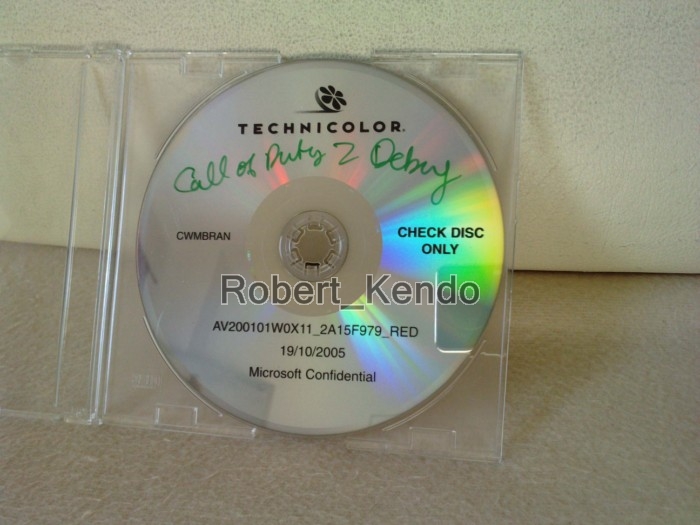 TECHNICOLOR.
Call of Duty 2 Debug
CWMBRAN
CHECK DISC
ONLY
Robert_Kendo
AV200101W0X11_2A15F979_RED
19/10/2005
Microsoft Confidential